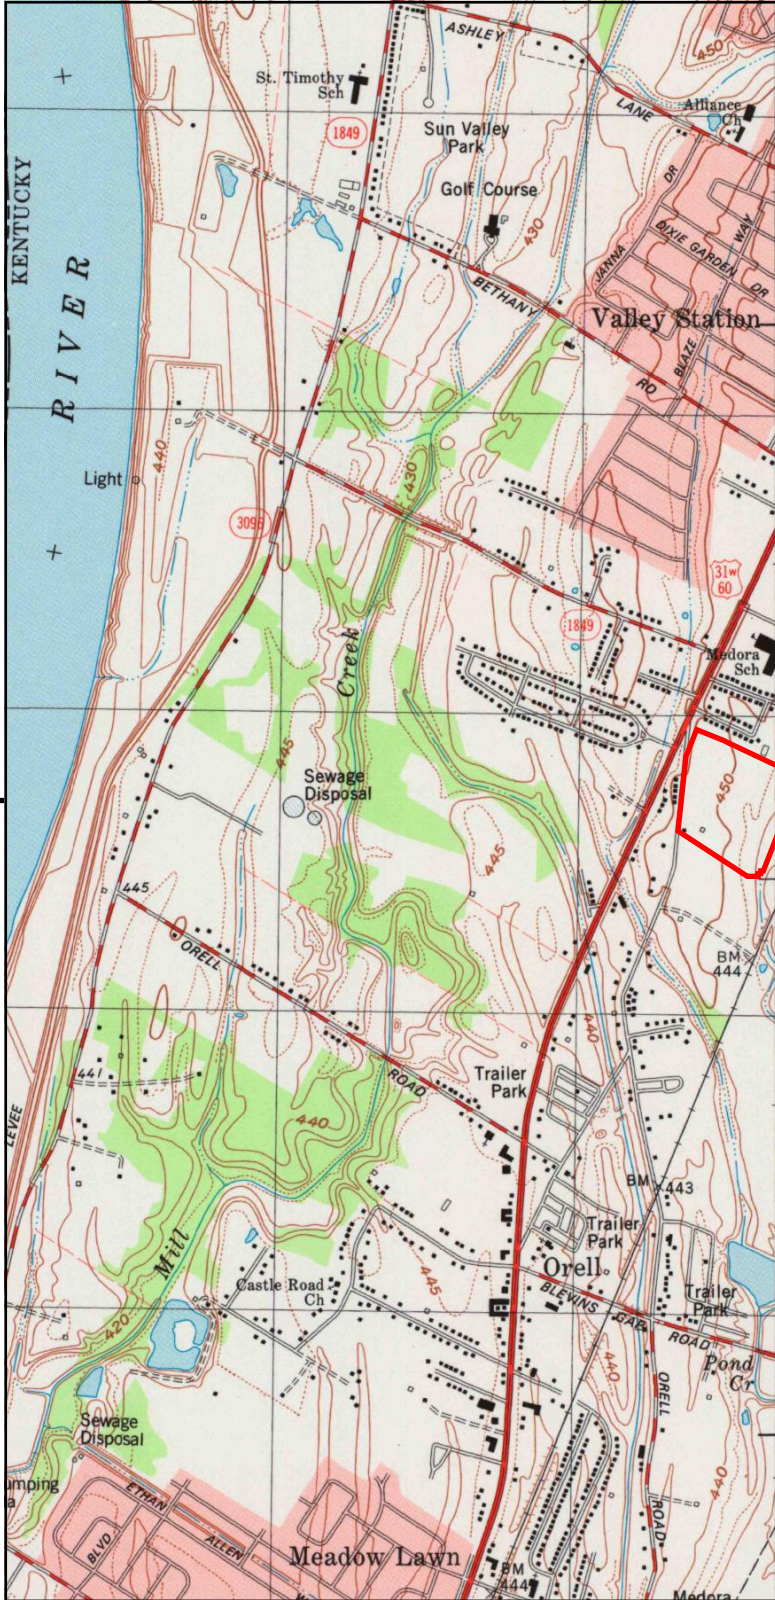 ASHLEY
LANE
450
St. Timothy
Sch
Alliance
Ch
1849
Sun Valley
Park
Golf Course
430
KENTUCKY
RIVER
DR
JANNA
DIXIE GARDEN
DR
WAY
BLAZE
BETHANY
RD
Valley Station
440
Light
430
3096
31W
60
1849
Medora
Sch
Creek
445
Sewage
Disposal
450
445
445
ORELL
ROAD
BM
444
440
441
LEVEE
440
Trailer
Park
BM
443
Trailer
Park
Mill
Castle Road
Ch
445
Orell
Trailer
Park
BLEVINS GAP
ROAD
Pond
Cr
420
440
ORELL
ROAD
Sewage
Disposal
440
umping
a
ETHAN
ALLEN
BLVD
Meadow Lawn
BM
444
Medora